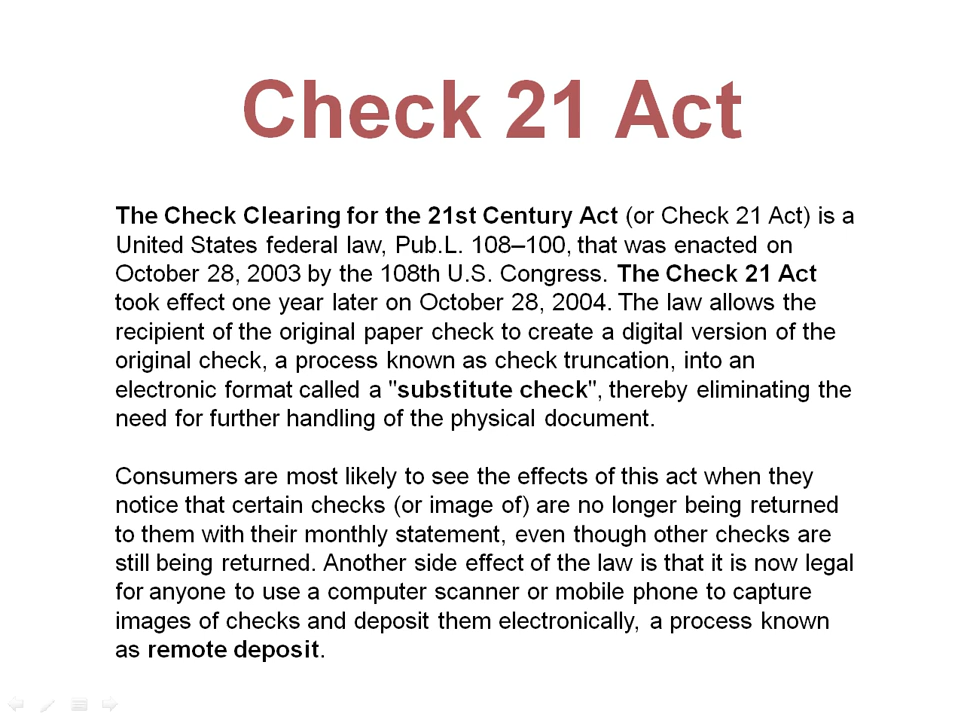 Check 21 Act
The Check Clearing for the 21st Century Act (or Check 21 Act) is a
United States federal law, Pub.L. 108–100, that was enacted on
October 28, 2003 by the 108th U.S. Congress. The Check 21 Act
took effect one year later on October 28, 2004. The law allows the
recipient of the original paper check to create a digital version of the
original check, a process known as check truncation, into an
electronic format called a "substitute check", thereby eliminating the
need for further handling of the physical document.
Consumers are most likely to see the effects of this act when they
notice that certain checks (or image of) are no longer being returned
to them with their monthly statement, even though other checks are
still being returned. Another side effect of the law is that it is now legal
for anyone to use a computer scanner or mobile phone to capture
images of checks and deposit them electronically, a process known
as remote deposit.